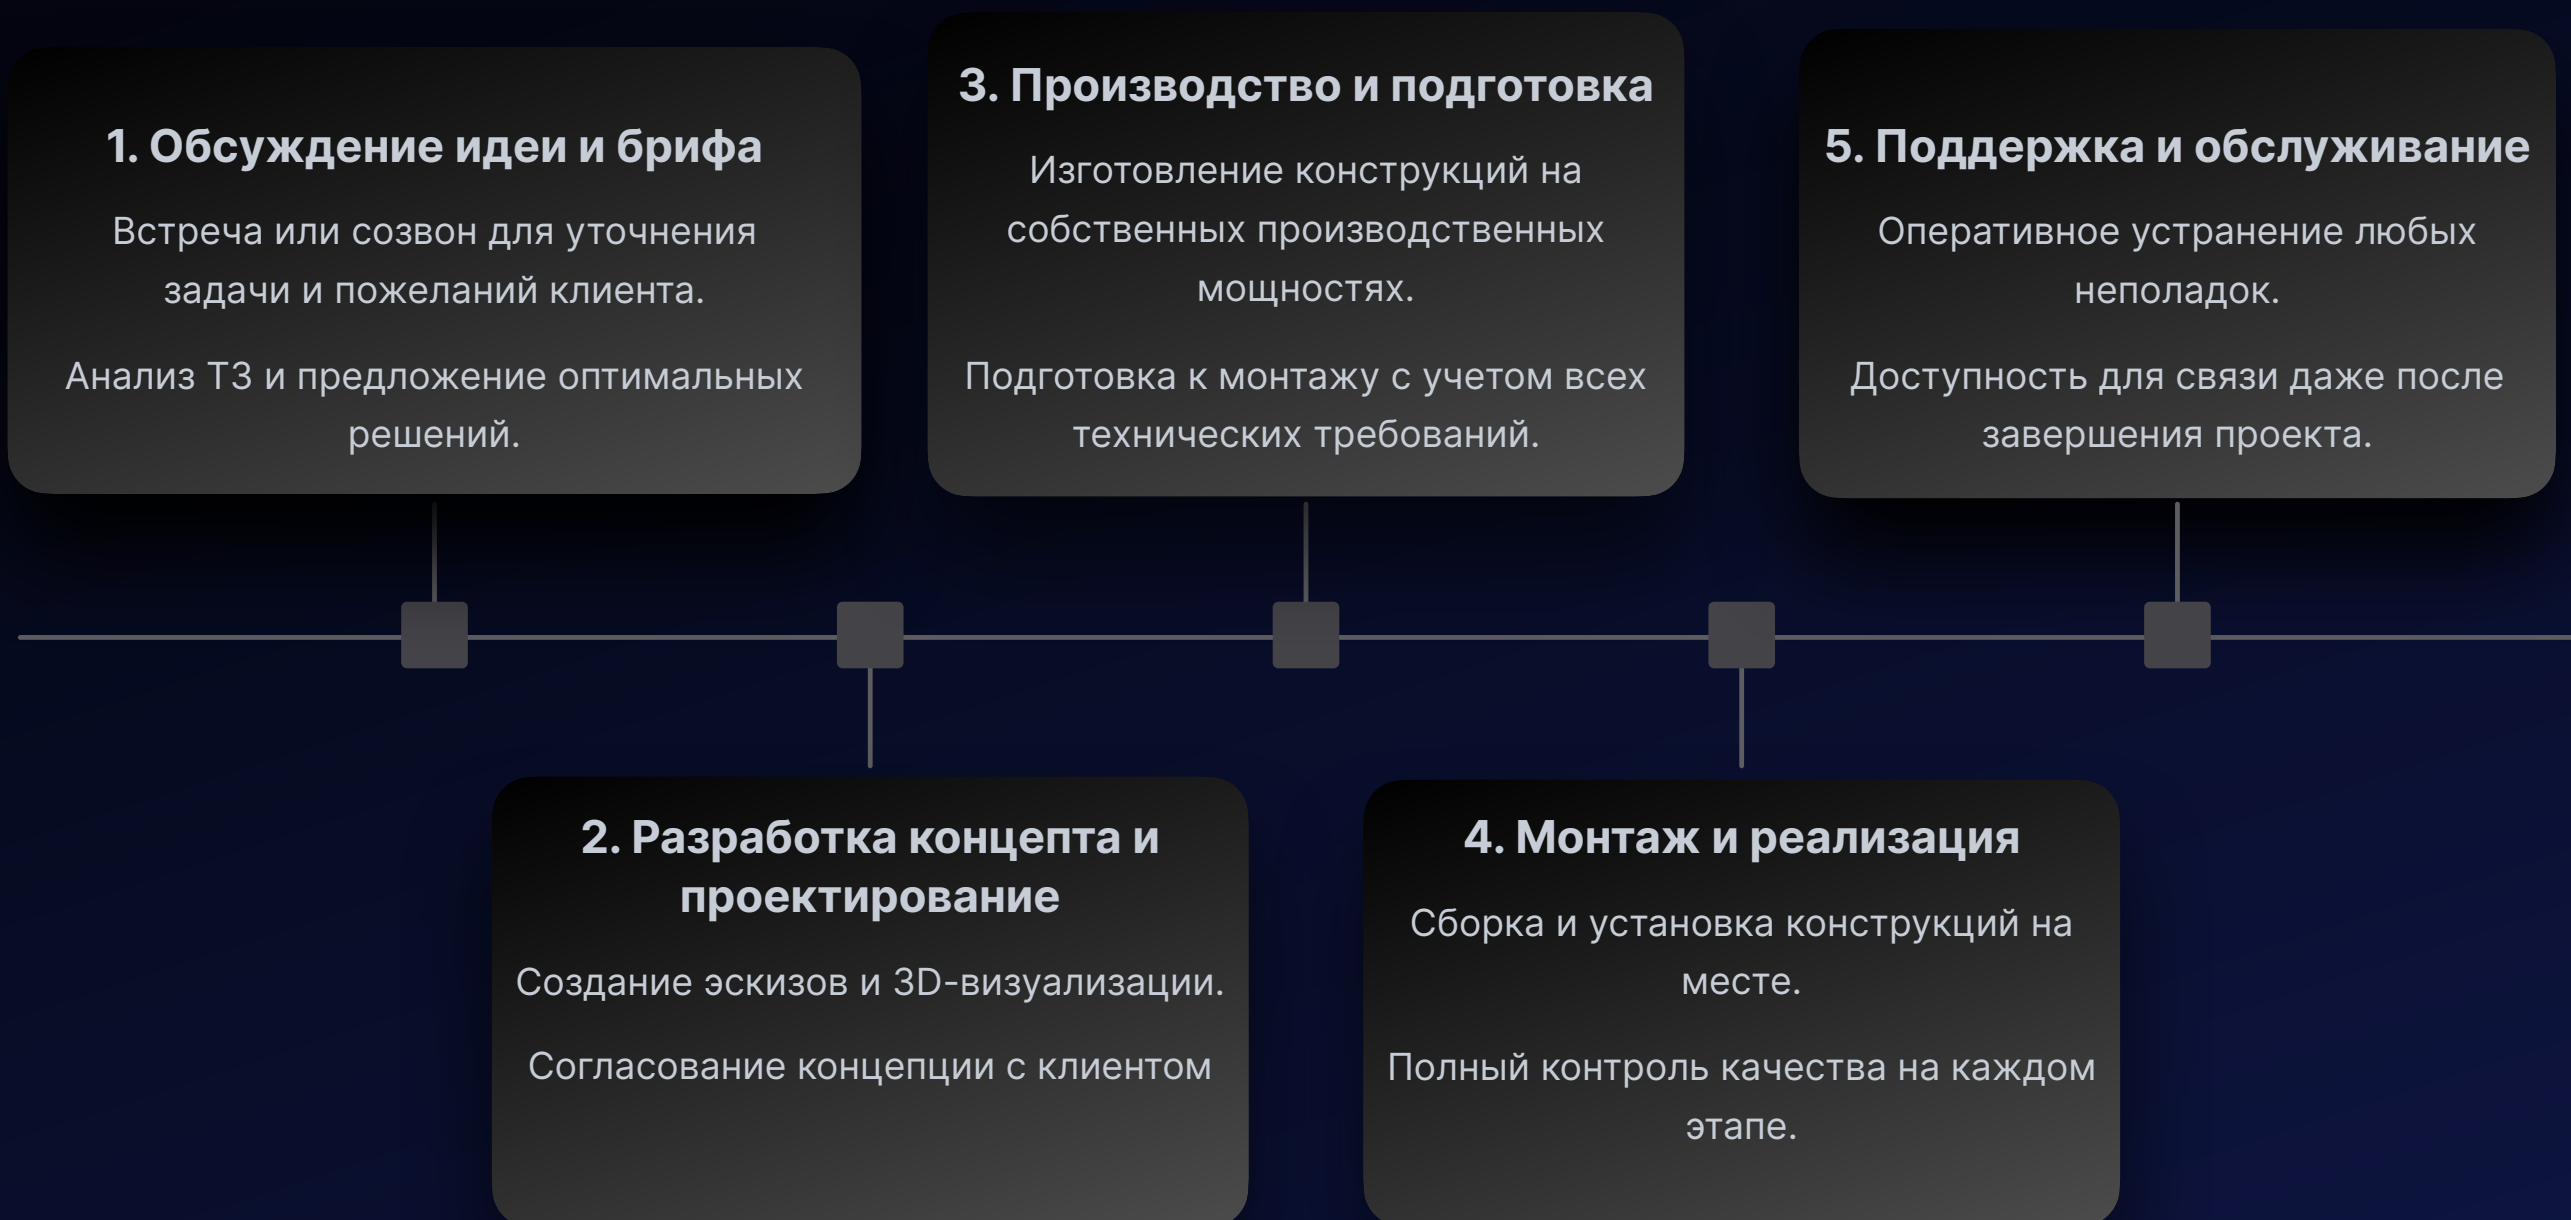 1. Обсуждение идеи и брифа
Встреча или созвон для уточнения
задачи и пожеланий клиента.
Анализ ТЗ и предложение оптимальных
решений.
3. Производство и подготовка
Изготовление конструкций на
собственных производственных
мощностях.
Подготовка к монтажу с учетом всех
технических требований.
5. Поддержка и обслуживание
Оперативное устранение любых
неполадок.
Доступность для связи даже после
завершения проекта.
2. Разработка концепта и
проектирование
Создание эскизов и 3D-визуализации.
Согласование концепции с клиентом
4. Монтаж и реализация
Сборка и установка конструкций на
месте.
Полный контроль качества на каждом
этапе.